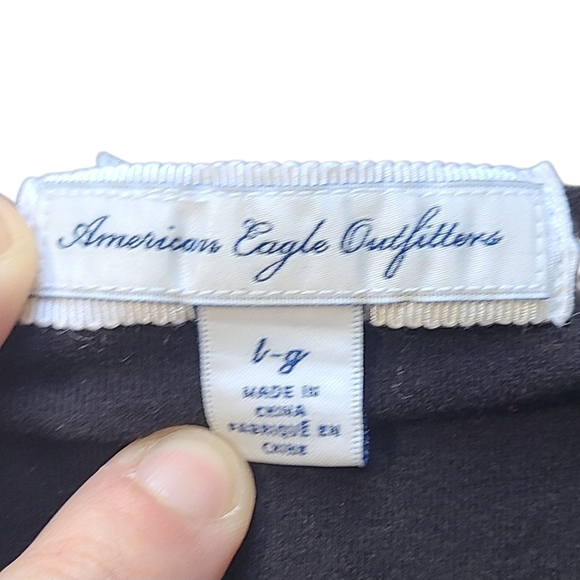 American Eagle Outfitters
L-g
MADE IN
CHINA
FABRIQUÉ EN
CHINE